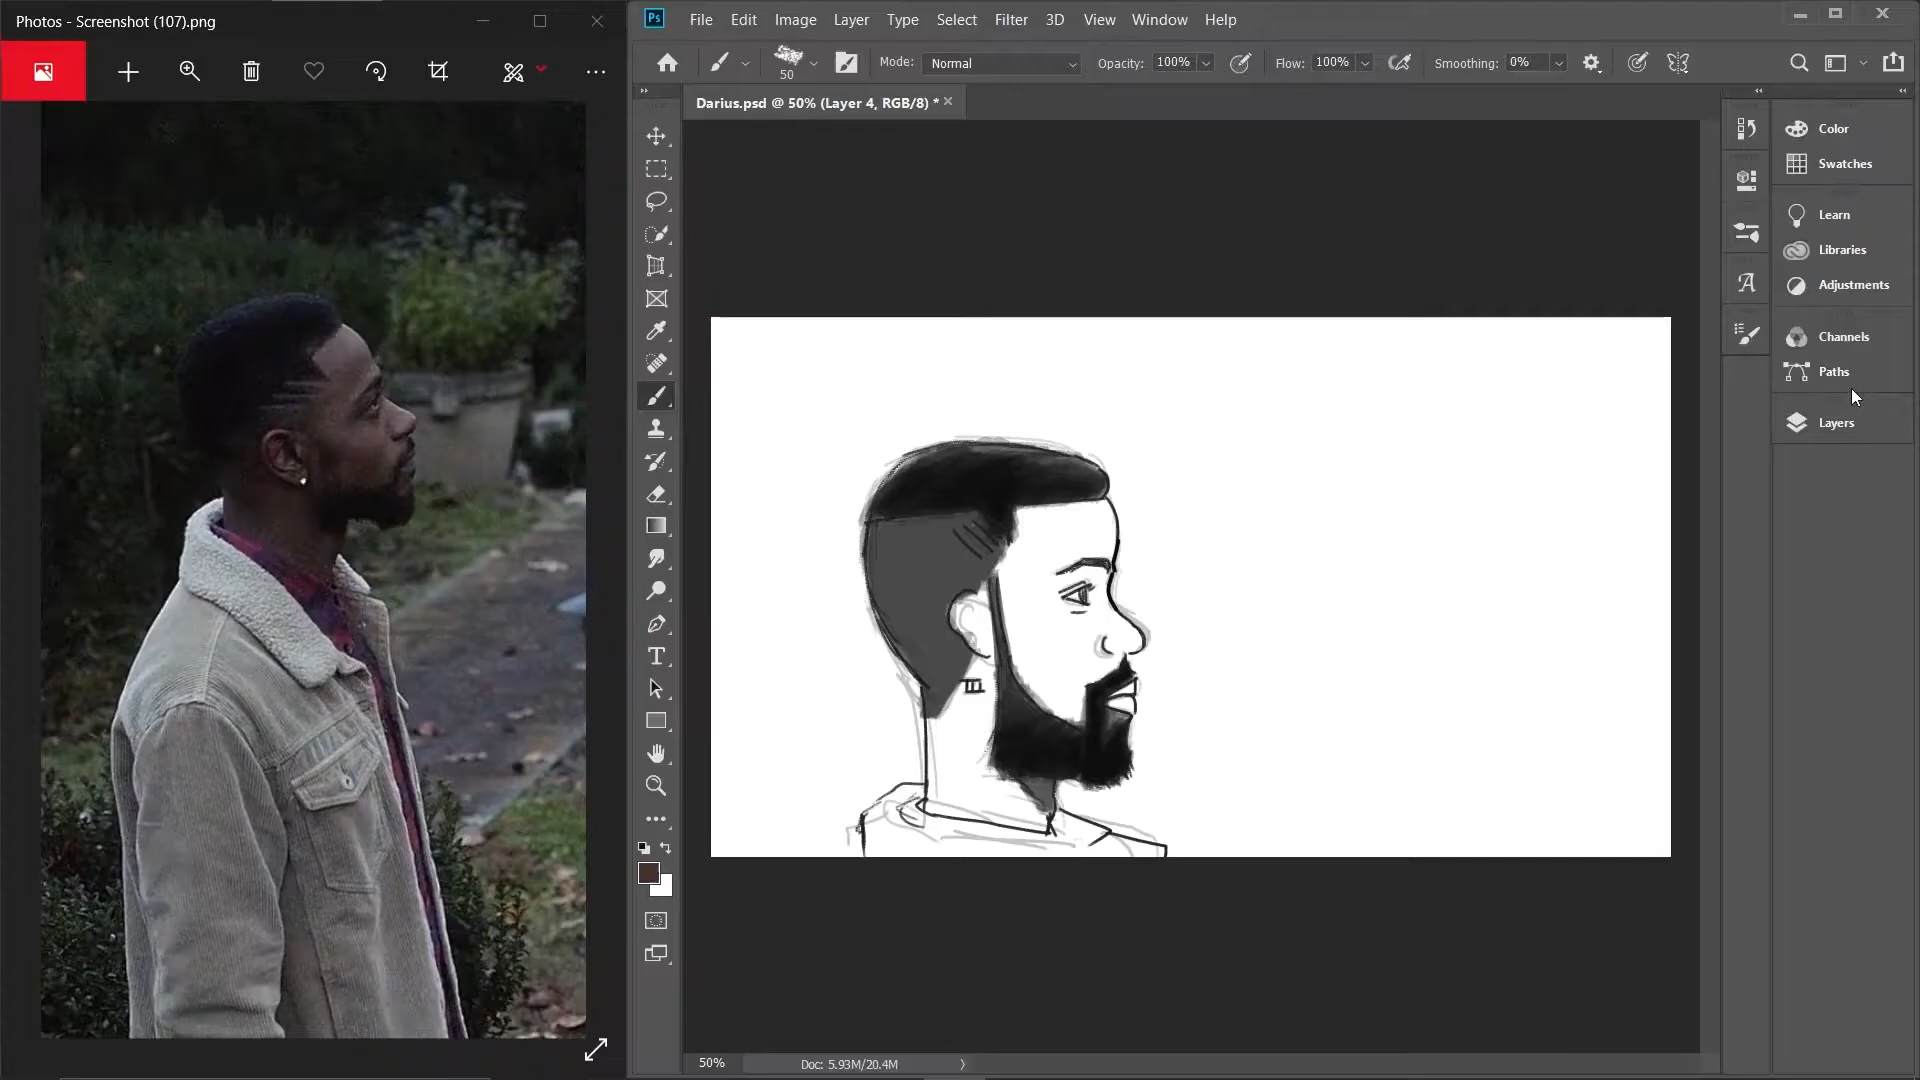 Photos - Screenshot (107).png
Ps File Edit Image Layer Type Select Filter 3D View Window Help
50 Mode: Normal Opacity: 100% Flow: 100% Smoothing: 0%
Darius.psd @ 50% (Layer 4, RGB/8) *
Color
Swatches
Learn
Libraries
Adjustments
Channels
Paths
Layers
50% Doc: 5.93M/20.4M